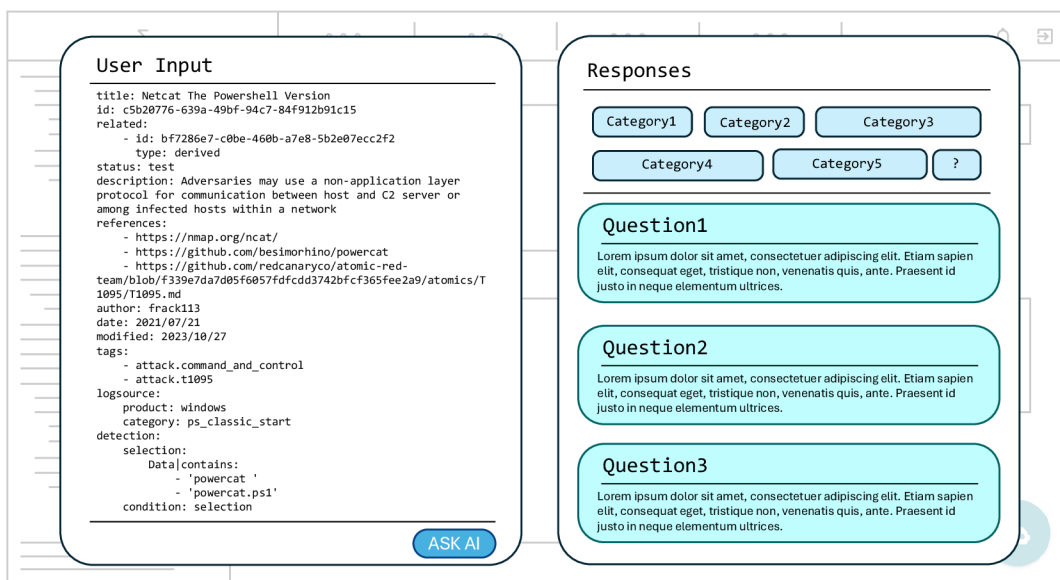 User Input
title: Netcat The Powershell Version
id: c5b20776-639a-49bf-94c7-84f912b91c15
related:
- id: bf7286e7-c0be-460b-a7e8-5b2e07ecc2f2
type: derived
status: test
description: Adversaries may use a non-application layer
protocol for communication between host and C2 server or
among infected hosts within a network
references:
- https://nmap.org/ncat/
- https://github.com/besimorhino/powercat
- https://github.com/redcanaryco/atomic-red-
team/blob/f339e7da7d05f6057fdfcdd3742bfcf365fee2a9/atomics/T
1095/T1095.md
author: frack113
date: 2021/07/21
modified: 2023/10/27
tags:
- attack.command_and_control
- attack.t1095
logsource:
product: windows
category: ps_classic_start
detection:
selection:
Data|contains:
- 'powercat '
- 'powercat.ps1'
condition: selection
ASK AI
Responses
Category1 Category2 Category3
Category4 Category5 ?
Question1
Lorem ipsum dolor sit amet, consectetuer adipiscing elit. Etiam sapien
elit, consequat eget, tristique non, venenatis quis, ante. Praesent id
justo in neque elementum ultrices.
Question2
Lorem ipsum dolor sit amet, consectetuer adipiscing elit. Etiam sapien
elit, consequat eget, tristique non, venenatis quis, ante. Praesent id
justo in neque elementum ultrices.
Question3
Lorem ipsum dolor sit amet, consectetuer adipiscing elit. Etiam sapien
elit, consequat eget, tristique non, venenatis quis, ante. Praesent id
justo in neque elementum ultrices.